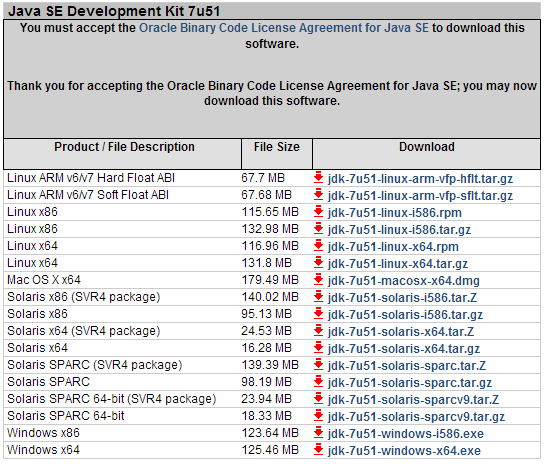 Java SE Development Kit 7u51
You must accept the Oracle Binary Code License Agreement for Java SE to download this
software.
Thank you for accepting the Oracle Binary Code License Agreement for Java SE; you may now
download this software.
Product / File Description File Size Download
Linux ARM v6/v7 Hard Float ABI 67.7 MB jdk-7u51-linux-arm-vfp-hflt.tar.gz
Linux ARM v6/v7 Soft Float ABI 67.68 MB jdk-7u51-linux-arm-vfp-sflt.tar.gz
Linux x86 115.65 MB jdk-7u51-linux-i586.rpm
Linux x86 132.98 MB jdk-7u51-linux-i586.tar.gz
Linux x64 116.96 MB jdk-7u51-linux-x64.rpm
Linux x64 131.8 MB jdk-7u51-linux-x64.tar.gz
Mac OS X x64 179.49 MB jdk-7u51-macosx-x64.dmg
Solaris x86 (SVR4 package) 140.02 MB jdk-7u51-solaris-i586.tar.Z
Solaris x86 95.13 MB jdk-7u51-solaris-i586.tar.gz
Solaris x64 (SVR4 package) 24.53 MB jdk-7u51-solaris-x64.tar.Z
Solaris x64 16.28 MB jdk-7u51-solaris-x64.tar.gz
Solaris SPARC (SVR4 package) 139.39 MB jdk-7u51-solaris-sparc.tar.Z
Solaris SPARC 98.19 MB jdk-7u51-solaris-sparc.tar.gz
Solaris SPARC 64-bit (SVR4 package) 23.94 MB jdk-7u51-solaris-sparcv9.tar.Z
Solaris SPARC 64-bit 18.33 MB jdk-7u51-solaris-sparcv9.tar.gz
Windows x86 123.64 MB jdk-7u51-windows-i586.exe
Windows x64 125.46 MB jdk-7u51-windows-x64.exe